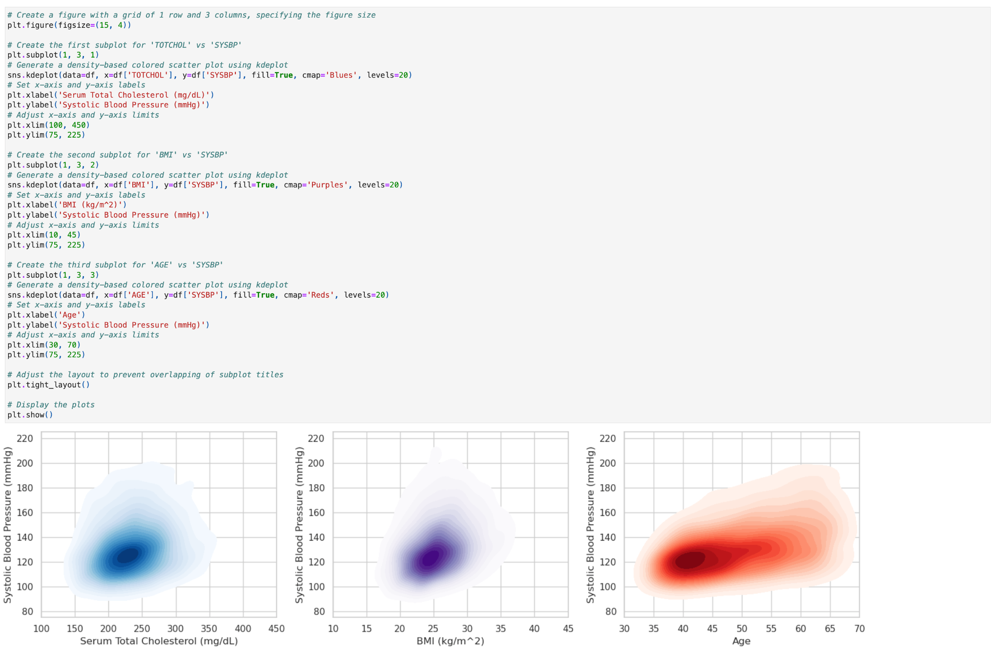 # Create a figure with a grid of 1 row and 3 columns, specifying the figure size
plt.figure(figsize=(15, 4))
# Create the first subplot for 'TOTCHOL' vs 'SYSBP'
plt.subplot(1, 3, 1)
# Generate a density-based colored scatter plot using kdeplot
sns.kdeplot(data=df, x=df['TOTCHOL'], y=df['SYSBP'], fill=True, cmap='Blues', levels=20)
# Set x-axis and y-axis labels
plt.xlabel('Serum Total Cholesterol (mg/dL)')
plt.ylabel('Systolic Blood Pressure (mmHg)')
# Adjust x-axis and y-axis limits
plt.xlim(100, 450)
plt.ylim(75, 225)
# Create the second subplot for 'BMI' vs 'SYSBP'
plt.subplot(1, 3, 2)
# Generate a density-based colored scatter plot using kdeplot
sns.kdeplot(data=df, x=df['BMI'], y=df['SYSBP'], fill=True, cmap='Purples', levels=20)
# Set x-axis and y-axis labels
plt.xlabel('BMI (kg/m^2)')
plt.ylabel('Systolic Blood Pressure (mmHg)')
# Adjust x-axis and y-axis limits
plt.xlim(10, 45)
plt.ylim(75, 225)
# Create the third subplot for 'AGE' vs 'SYSBP'
plt.subplot(1, 3, 3)
# Generate a density-based colored scatter plot using kdeplot
sns.kdeplot(data=df, x=df['AGE'], y=df['SYSBP'], fill=True, cmap='Reds', levels=20)
# Set x-axis and y-axis labels
plt.xlabel('Age')
plt.ylabel('Systolic Blood Pressure (mmHg)')
# Adjust x-axis and y-axis limits
plt.xlim(30, 70)
plt.ylim(75, 225)
# Adjust the layout to prevent overlapping of subplot titles
plt.tight_layout()
# Display the plots
plt.show()
Systolic Blood Pressure (mmHg)
220
200
180
160
140
120
100
80
100 150 200 250 300 350 400 450
Serum Total Cholesterol (mg/dL)
Systolic Blood Pressure (mmHg)
220
200
180
160
140
120
100
80
10 15 20 25 30 35 40 45
BMI (kg/m^2)
Systolic Blood Pressure (mmHg)
220
200
180
160
140
120
100
80
30 35 40 45 50 55 60 65 70
Age